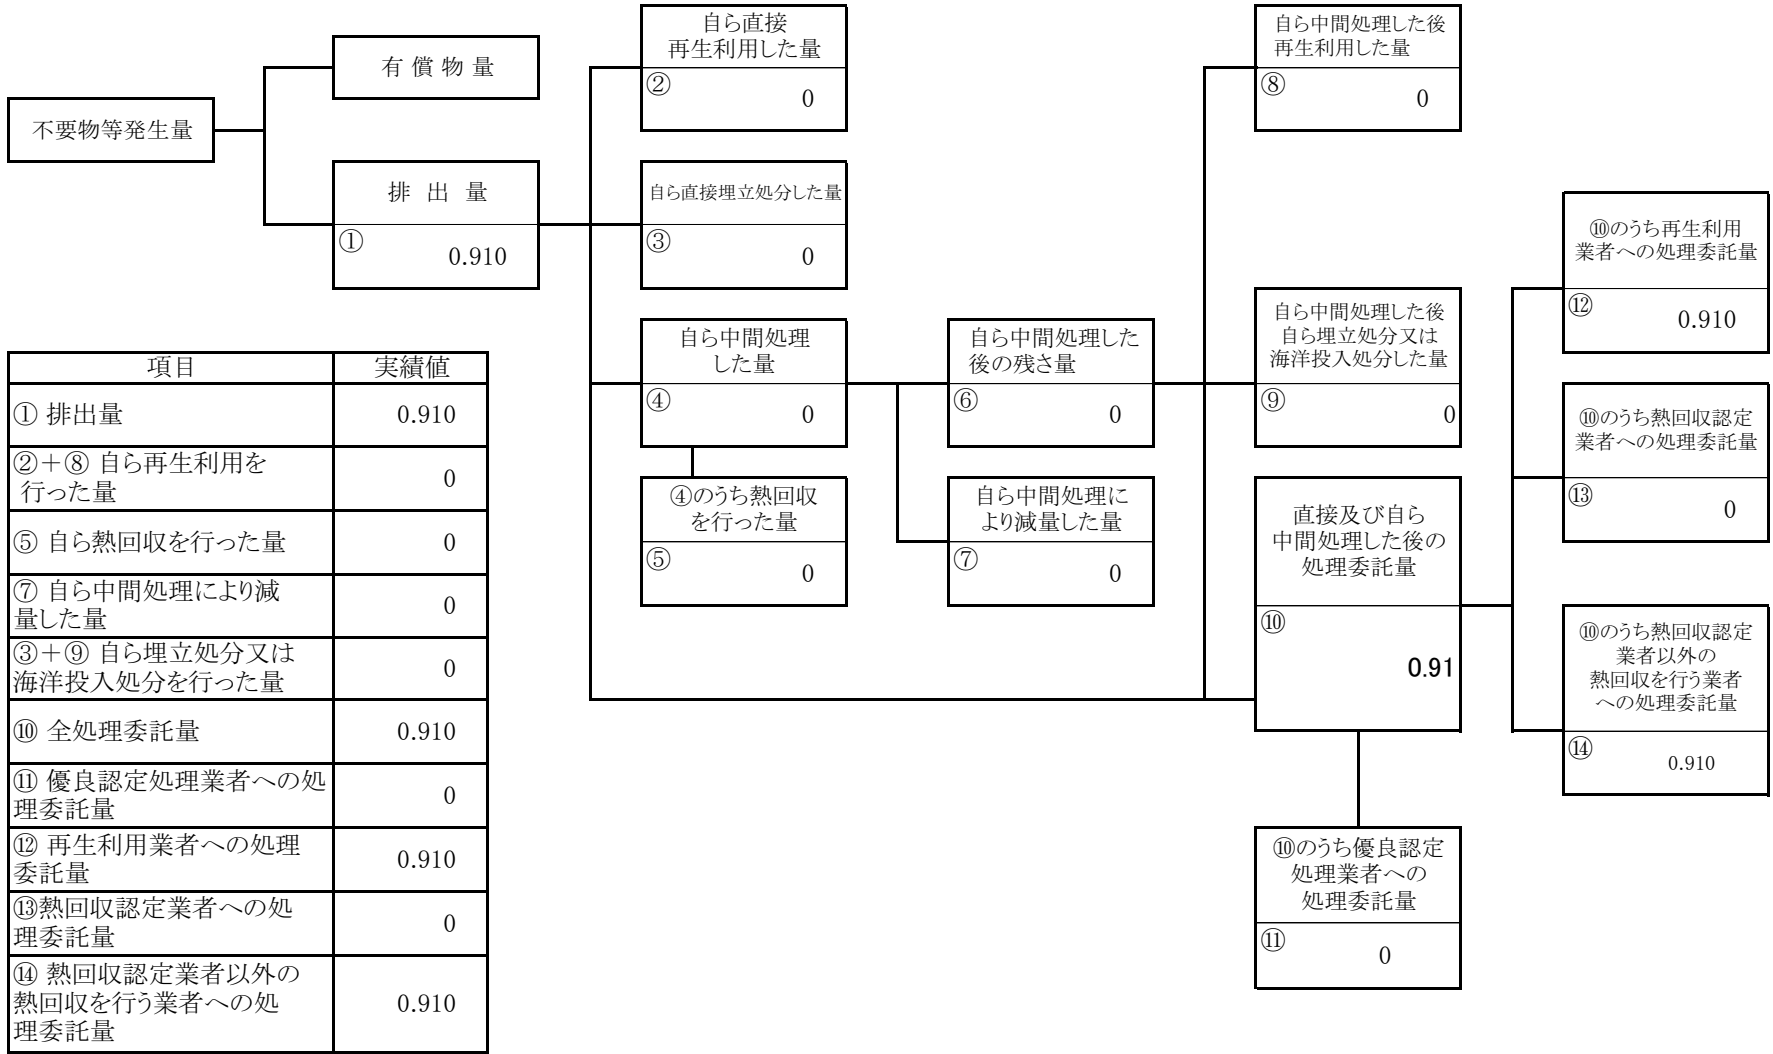 不要物等発生量
有 償 物 量
排 出 量
①
0.910
自ら直接
再生利用した量
②
0
自ら直接埋立処分した量
③
0
自ら中間処理
した量
④
0
④のうち熱回収
を行った量
⑤
0
自ら中間処理した
後の残さ量
⑥
0
自ら中間処理に
より減量した量
⑦
0
自ら中間処理した後
再生利用した量
⑧
0
自ら中間処理した後
自ら埋立処分又は
海洋投入処分した量
⑨
0
直接及び自ら
中間処理した後の
処理委託量
⑩
0.91
⑩のうち優良認定
処理業者への
処理委託量
⑪
0
⑩のうち再生利用
業者への処理委託量
⑫
0.910
⑩のうち熱回収認定
業者への処理委託量
⑬
0
⑩のうち熱回収認定
業者以外の
熱回収を行う業者
への処理委託量
⑭
0.910
項目 実績値
① 排出量 0.910
②＋⑧ 自ら再生利用を
行った量 0
⑤ 自ら熱回収を行った量 0
⑦ 自ら中間処理により減
量した量 0
③＋⑨ 自ら埋立処分又は
海洋投入処分を行った量 0
⑩ 全処理委託量 0.910
⑪ 優良認定処理業者への処
理委託量 0
⑫ 再生利用業者への処理
委託量 0.910
⑬熱回収認定業者への処
理委託量 0
⑭ 熱回収認定業者以外の
熱回収を行う業者への処
理委託量 0.910